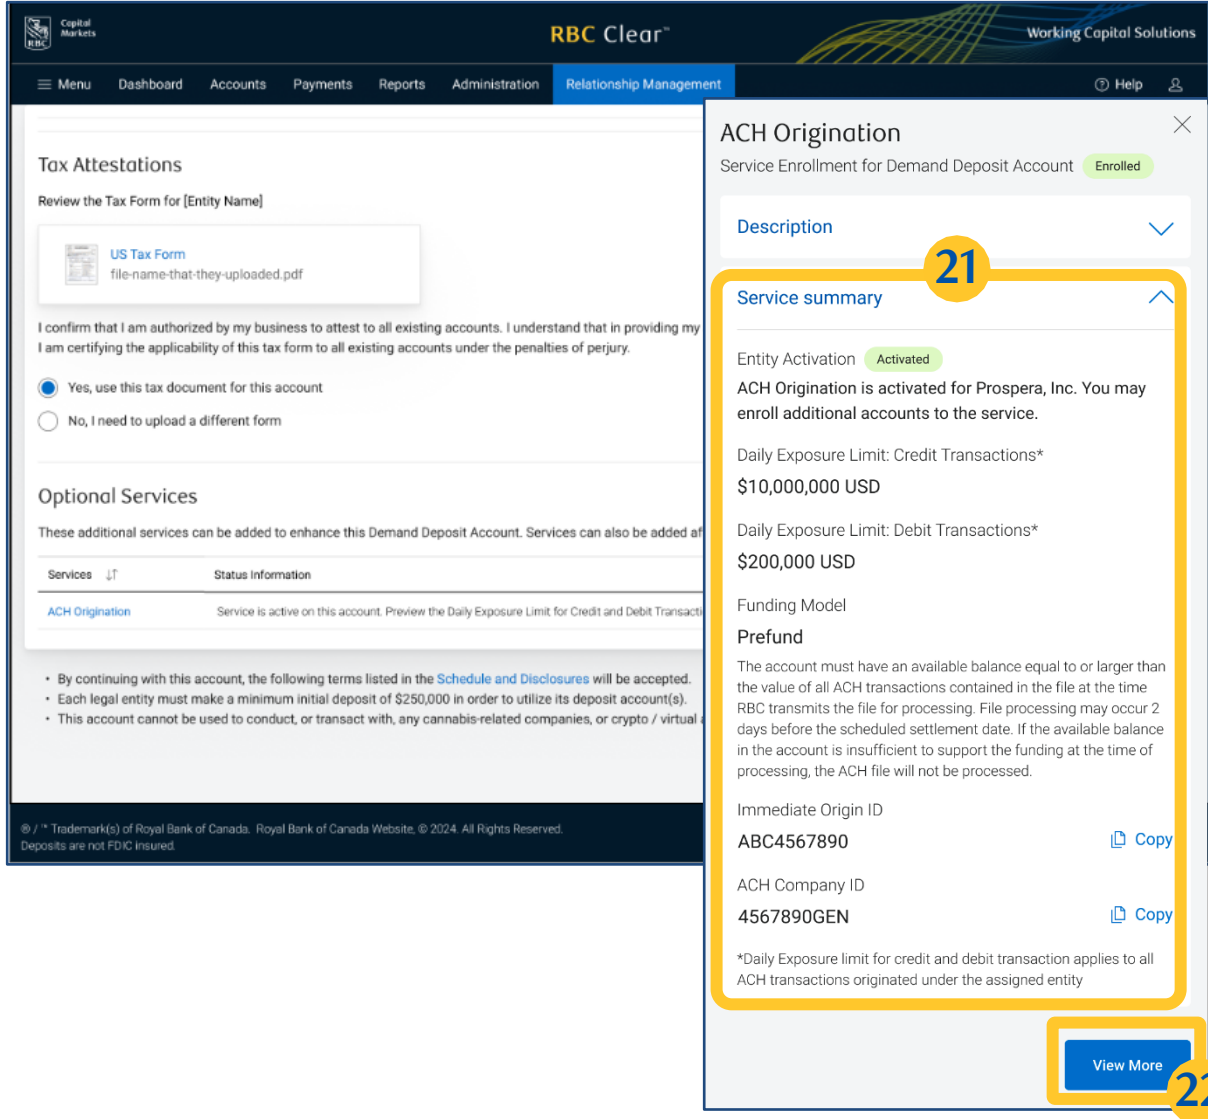 Capital
Markets
RBC
RBC Clear™
Working Capital Solutions
Menu Dashboard Accounts Payments Reports Administration Relationship Management Help
Tax Attestations
Review the Tax Form for [Entity Name]
US Tax Form
file-name-that-they-uploaded.pdf
I confirm that I am authorized by my business to attest to all existing accounts. I understand that in providing my
I am certifying the applicability of this tax form to all existing accounts under the penalties of perjury.
Yes, use this tax document for this account
No, I need to upload a different form
Optional Services
These additional services can be added to enhance this Demand Deposit Account. Services can also be added af
Services Status Information
ACH Origination Service is active on this account. Preview the Daily Exposure Limit for Credit and Debit Transacti
• By continuing with this account, the following terms listed in the Schedule and Disclosures will be accepted.
• Each legal entity must make a minimum initial deposit of $250,000 in order to utilize its deposit account(s).
• This account cannot be used to conduct, or transact with, any cannabis-related companies, or crypto / virtual
® / ™ Trademark(s) of Royal Bank of Canada. Royal Bank of Canada Website, © 2024. All Rights Reserved.
Deposits are not FDIC insured.
ACH Origination
Service Enrollment for Demand Deposit Account Enrolled
Description
21
Service summary
Entity Activation Activated
ACH Origination is activated for Prospera, Inc. You may
enroll additional accounts to the service.
Daily Exposure Limit: Credit Transactions*
$10,000,000 USD
Daily Exposure Limit: Debit Transactions*
$200,000 USD
Funding Model
Prefund
The account must have an available balance equal to or larger than
the value of all ACH transactions contained in the file at the time
RBC transmits the file for processing. File processing may occur 2
days before the scheduled settlement date. If the available balance
in the account is insufficient to support the funding at the time of
processing, the ACH file will not be processed.
Immediate Origin ID
ABC4567890 Copy
ACH Company ID
4567890GEN Copy
*Daily Exposure limit for credit and debit transaction applies to all
ACH transactions originated under the assigned entity
View More
22